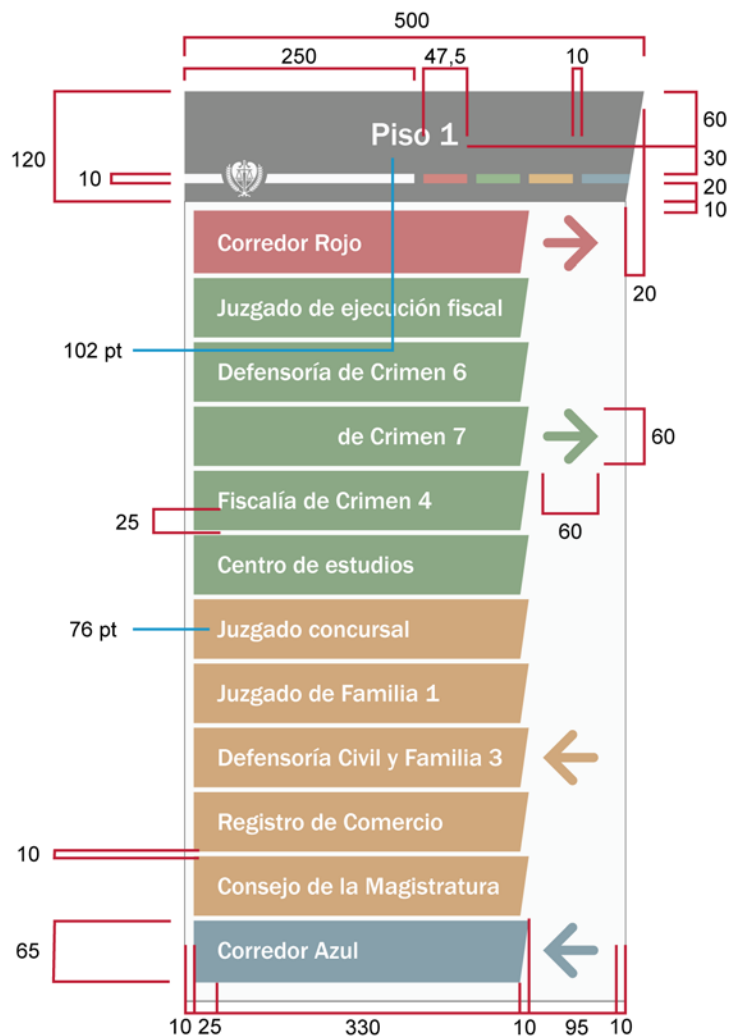 500
250
47,5
10
Piso 1
60
120
30
10
20
10
Corredor Rojo
20
Juzgado de ejecución fiscal
102 pt
Defensoría de Crimen 6
de Crimen 7
60
Fiscalía de Crimen 4
25
60
Centro de estudios
76 pt
Juzgado concursal
Juzgado de Familia 1
Defensoría Civil y Familia 3
Registro de Comercio
10
Consejo de la Magistratura
65
Corredor Azul
10 25 330 10 95 10